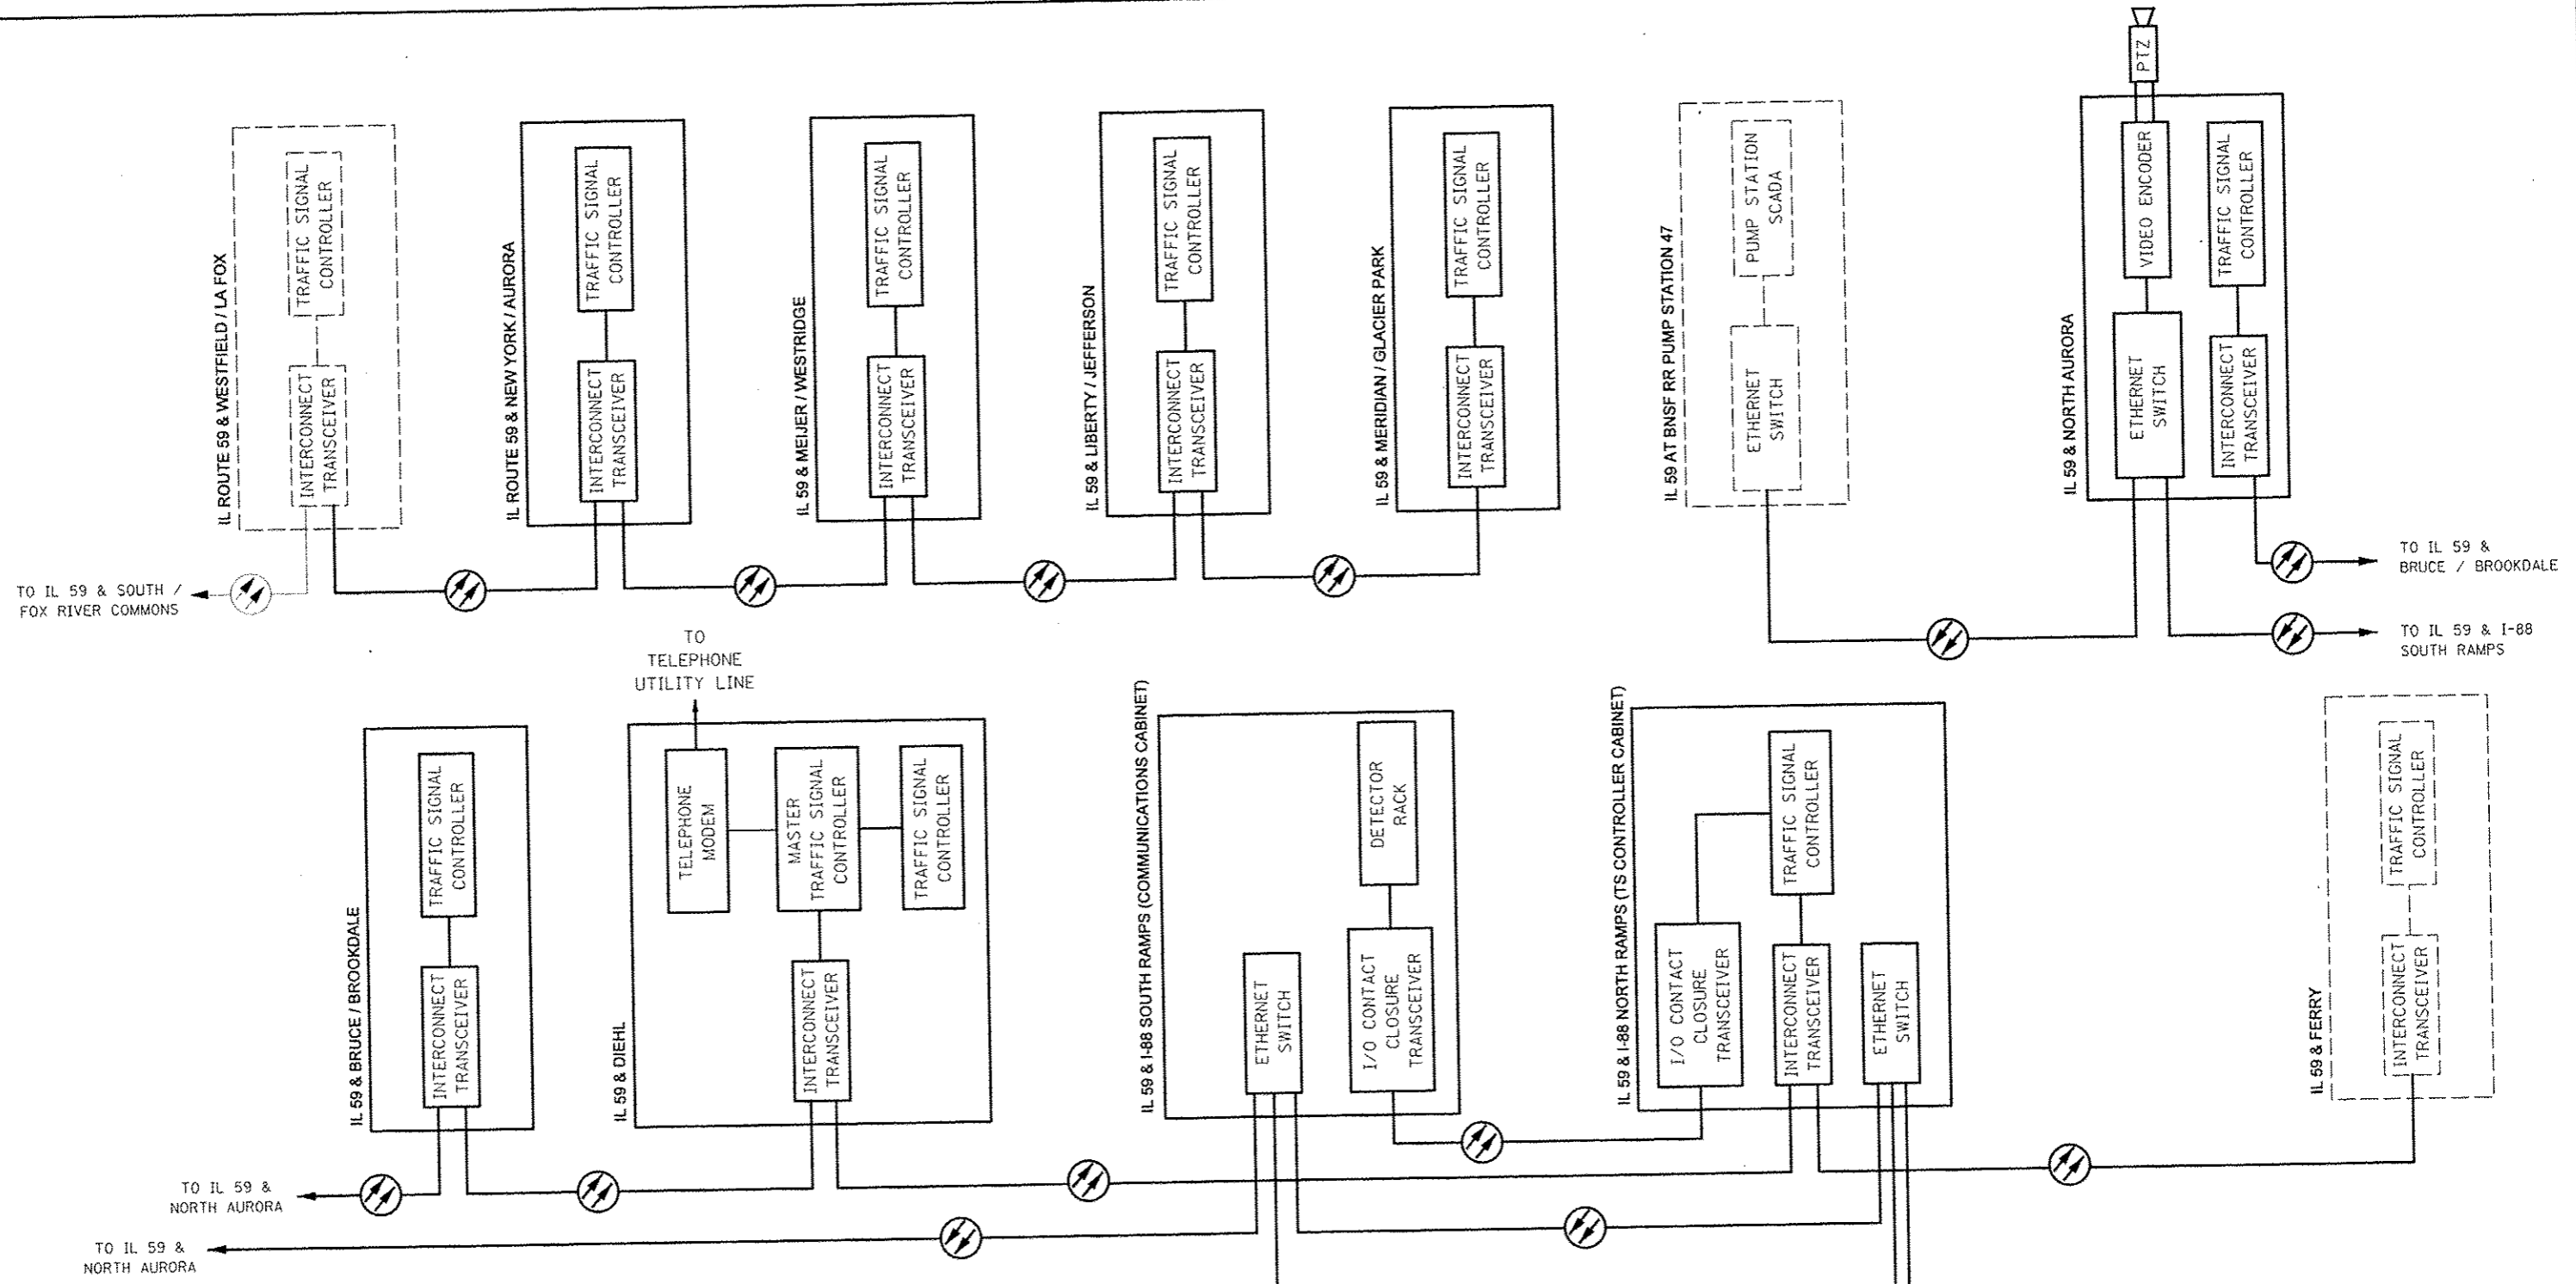 IL ROUTE 59 & WESTFIELD / LA FOX
TRAFFIC SIGNAL
CONTROLLER
INTERCONNECT
TRANSCEIVER
TO IL 59 & SOUTH /
FOX RIVER COMMONS
IL ROUTE 59 & NEW YORK / AURORA
TRAFFIC SIGNAL
CONTROLLER
INTERCONNECT
TRANSCEIVER
IL 59 & MEIJER / WESTRIDGE
TRAFFIC SIGNAL
CONTROLLER
INTERCONNECT
TRANSCEIVER
IL 59 & LIBERTY / JEFFERSON
TRAFFIC SIGNAL
CONTROLLER
INTERCONNECT
TRANSCEIVER
IL 59 & MERIDIAN / GLACIER PARK
TRAFFIC SIGNAL
CONTROLLER
INTERCONNECT
TRANSCEIVER
IL 59 AT BNSF RR PUMP STATION 47
PUMP STATION
SCADA
ETHERNET
SWITCH
IL 59 & NORTH AURORA
PTZ
VIDEO ENCODER
ETHERNET
SWITCH
TRAFFIC SIGNAL
CONTROLLER
INTERCONNECT
TRANSCEIVER
TO IL 59 &
BRUCE / BROOKDALE
TO IL 59 & I-88
SOUTH RAMPS
IL 59 & BRUCE / BROOKDALE
TRAFFIC SIGNAL
CONTROLLER
INTERCONNECT
TRANSCEIVER
TO IL 59 &
NORTH AURORA
TO IL 59 &
NORTH AURORA
IL 59 & DIEHL
TO
TELEPHONE
UTILITY LINE
TELEPHONE
MODEM
MASTER
TRAFFIC SIGNAL
CONTROLLER
TRAFFIC SIGNAL
CONTROLLER
INTERCONNECT
TRANSCEIVER
IL 59 & I-88 SOUTH RAMPS (COMMUNICATIONS CABINET)
ETHERNET
SWITCH
DETECTOR
RACK
I/O CONTACT
CLOSURE
TRANSCEIVER
IL 59 & I-88 NORTH RAMPS (TS CONTROLLER CABINET)
I/O CONTACT
CLOSURE
TRANSCEIVER
TRAFFIC SIGNAL
CONTROLLER
INTERCONNECT
TRANSCEIVER
ETHERNET
SWITCH
IL 59 & FERRY
TRAFFIC SIGNAL
CONTROLLER
INTERCONNECT
TRANSCEIVER